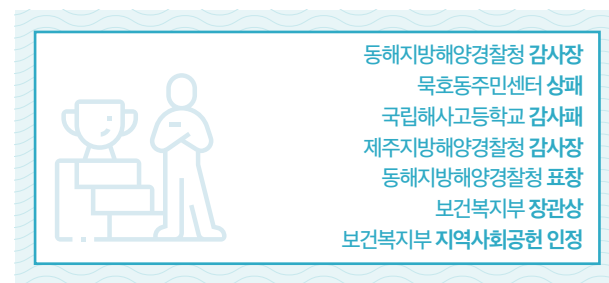 동해지방해양경찰청 감사장
묵호동주민센터 상패
국립해사고등학교 감사패
제주지방해양경찰청 감사장
동해지방해양경찰청 표창
보건복지부 장관상
보건복지부 지역사회공헌 인정